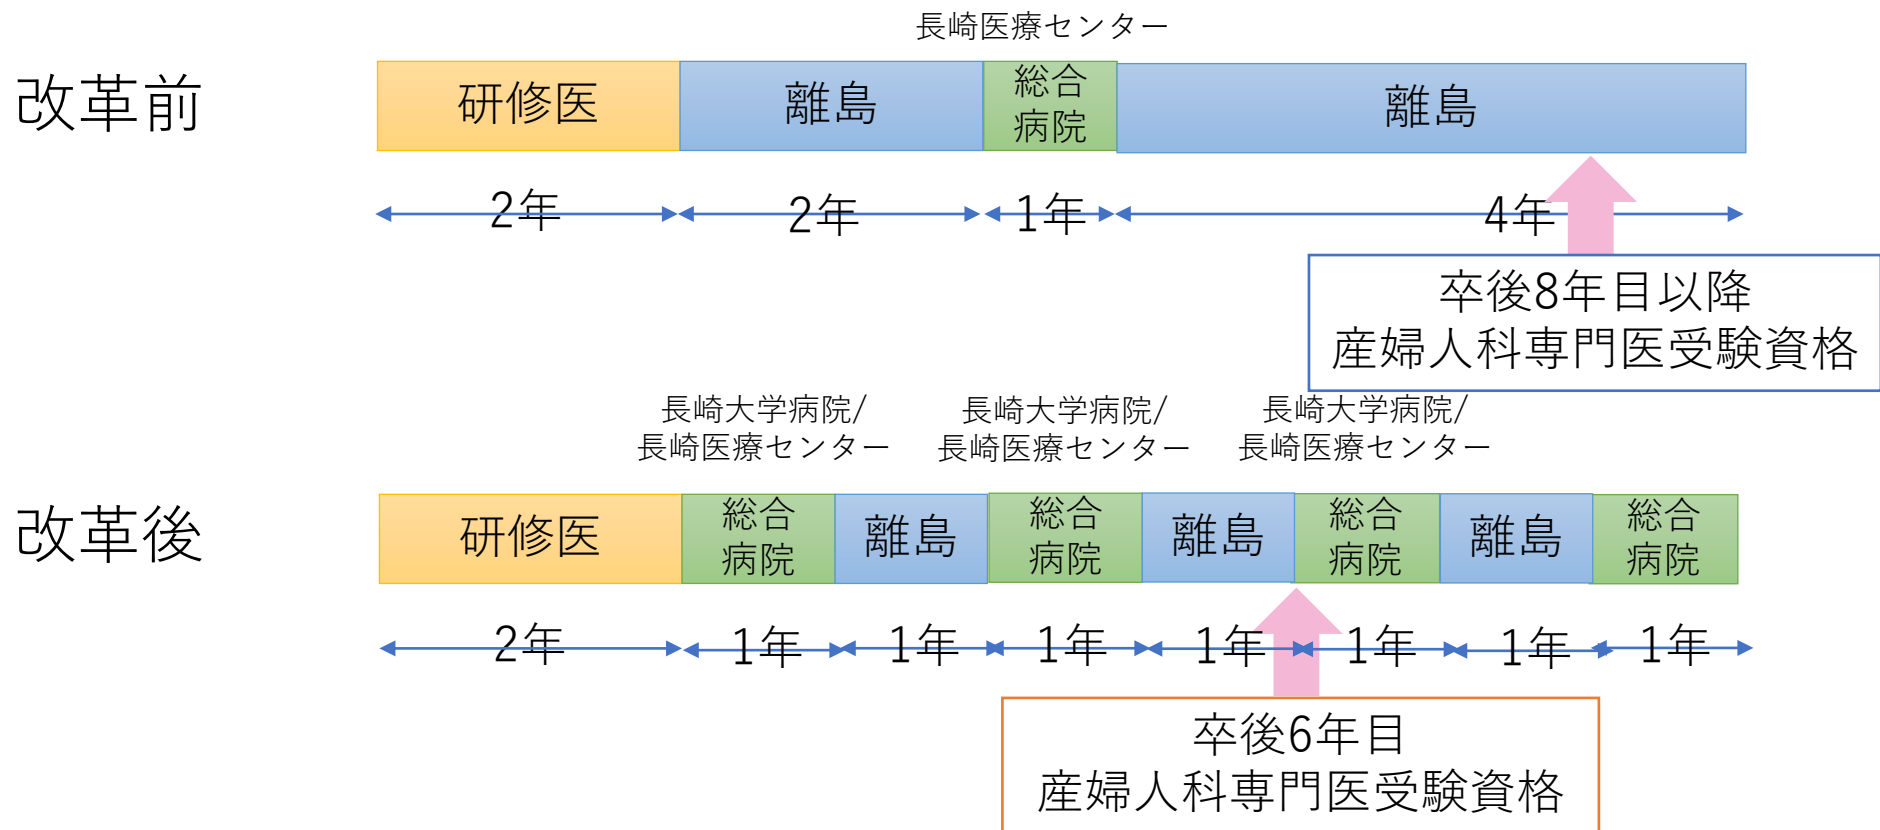 長崎医療センター
改革前
研修医
離島
総合
病院
離島
2年
2年
1年
4年
卒後8年目以降
産婦人科専門医受験資格
長崎大学病院/
長崎医療センター
長崎大学病院/
長崎医療センター
長崎大学病院/
長崎医療センター
改革後
研修医
総合
病院
離島
総合
病院
離島
総合
病院
離島
総合
病院
2年
1年
1年
1年
1年
1年
1年
1年
卒後6年目
産婦人科専門医受験資格